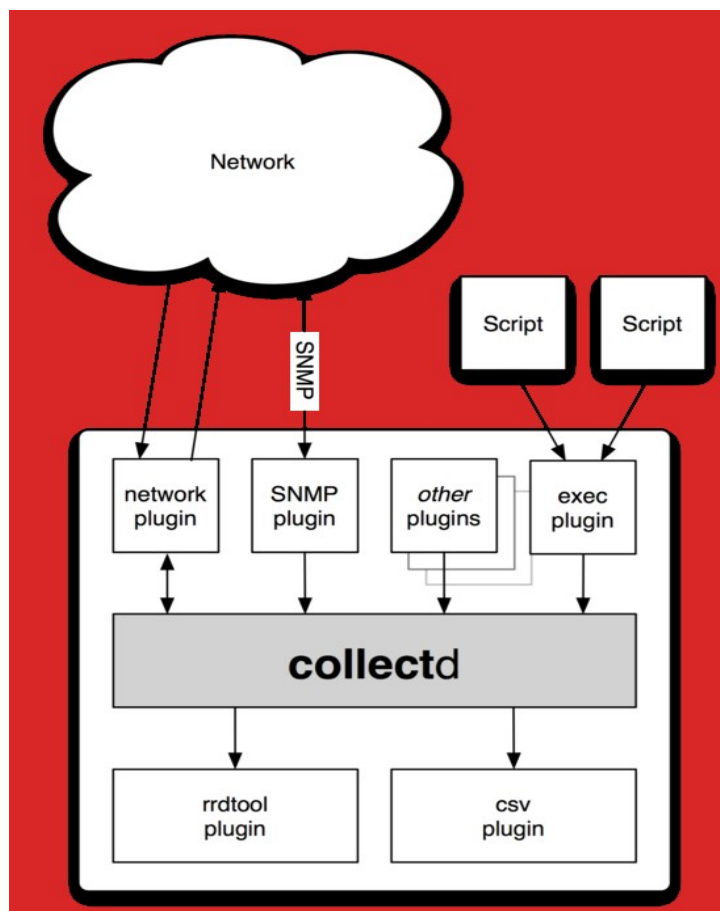 Network
Script
Script
SNMP
network
plugin
SNMP
plugin
other
plugins
exec
plugin
collectd
rrdtool
plugin
csv
plugin